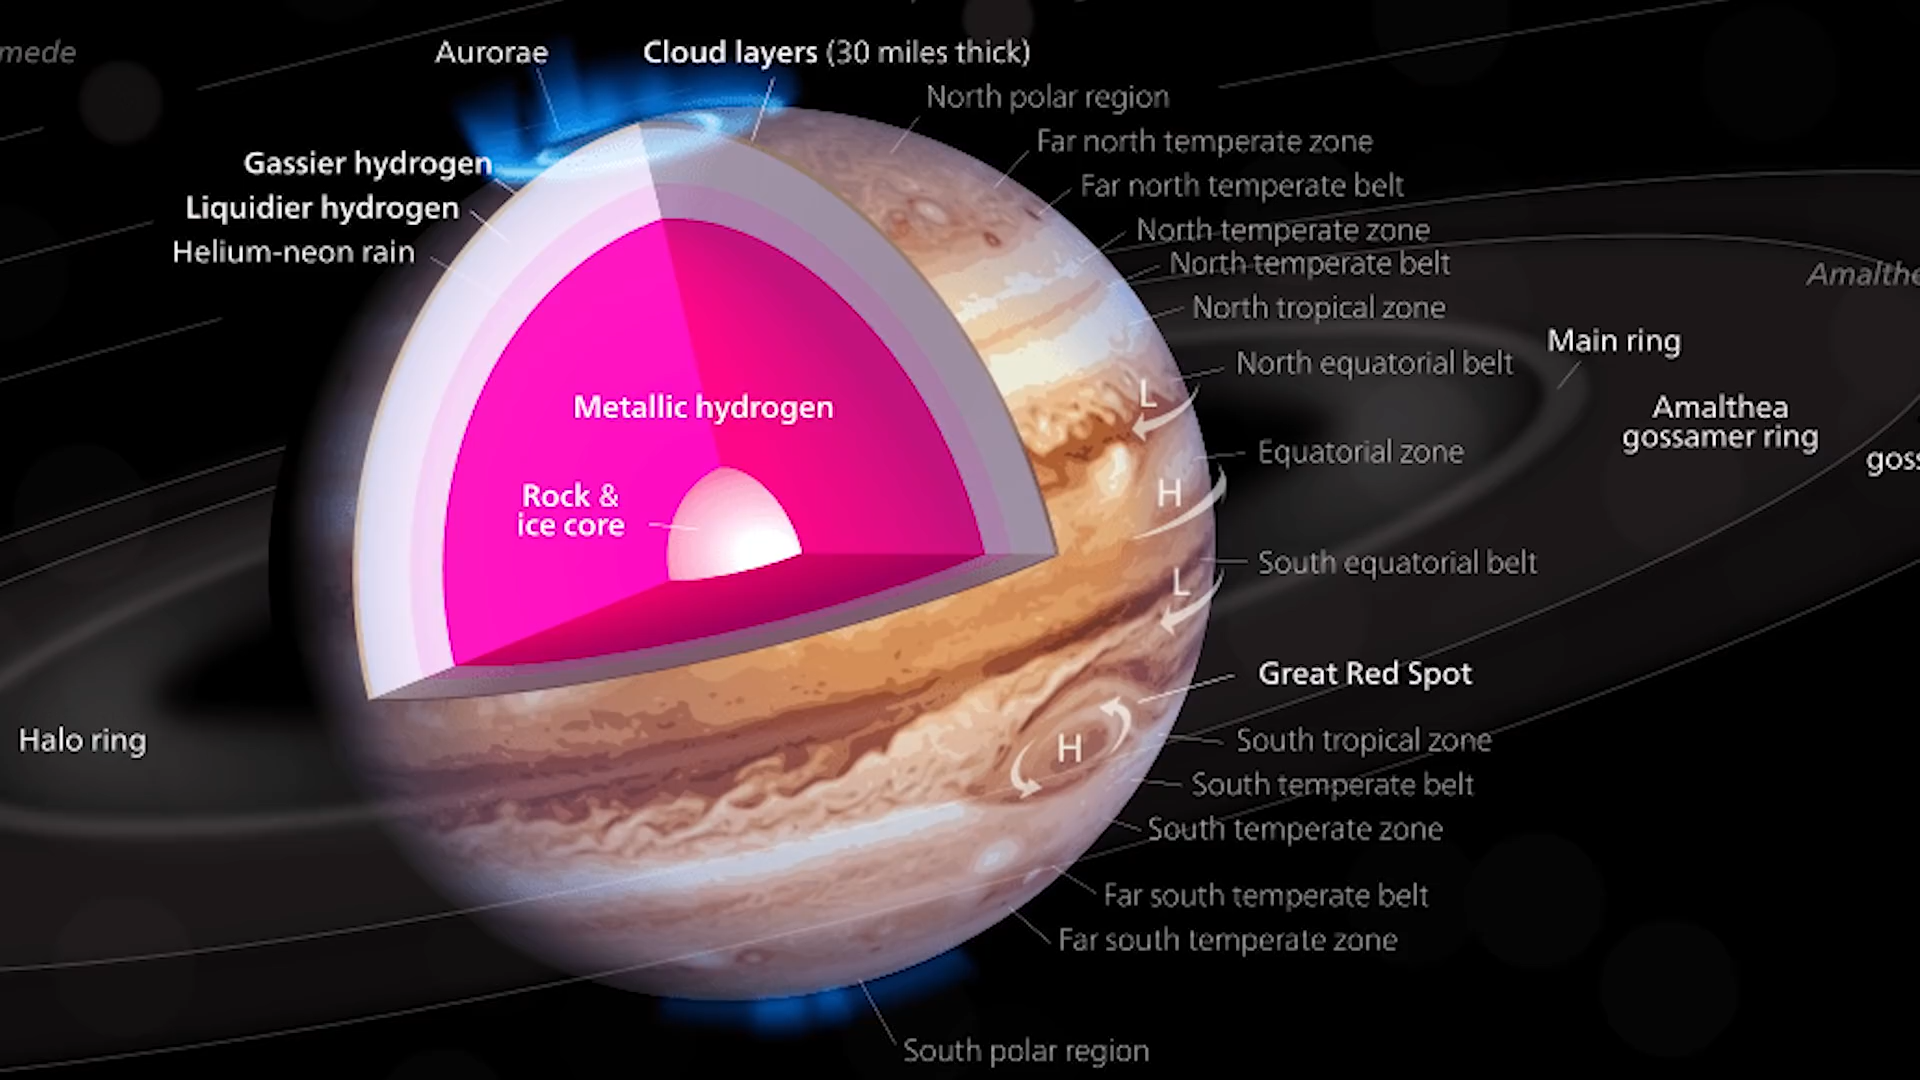 mede
Aurorae
Cloud layers (30 miles thick)
North polar region
Far north temperate zone
Gassier hydrogen
Far north temperate belt
Liquidier hydrogen
North temperate zone
Helium-neon rain
North temperate belt
Amalthe
North tropical zone
Main ring
North equatorial belt
L
Metallic hydrogen
Amalthea
gossamer ring
Equatorial zone
goss
H
Rock &
ice core
South equatorial belt
L
Great Red Spot
Halo ring
H
South tropical zone
South temperate belt
South temperate zone
Far south temperate belt
Far south temperate zone
South polar region